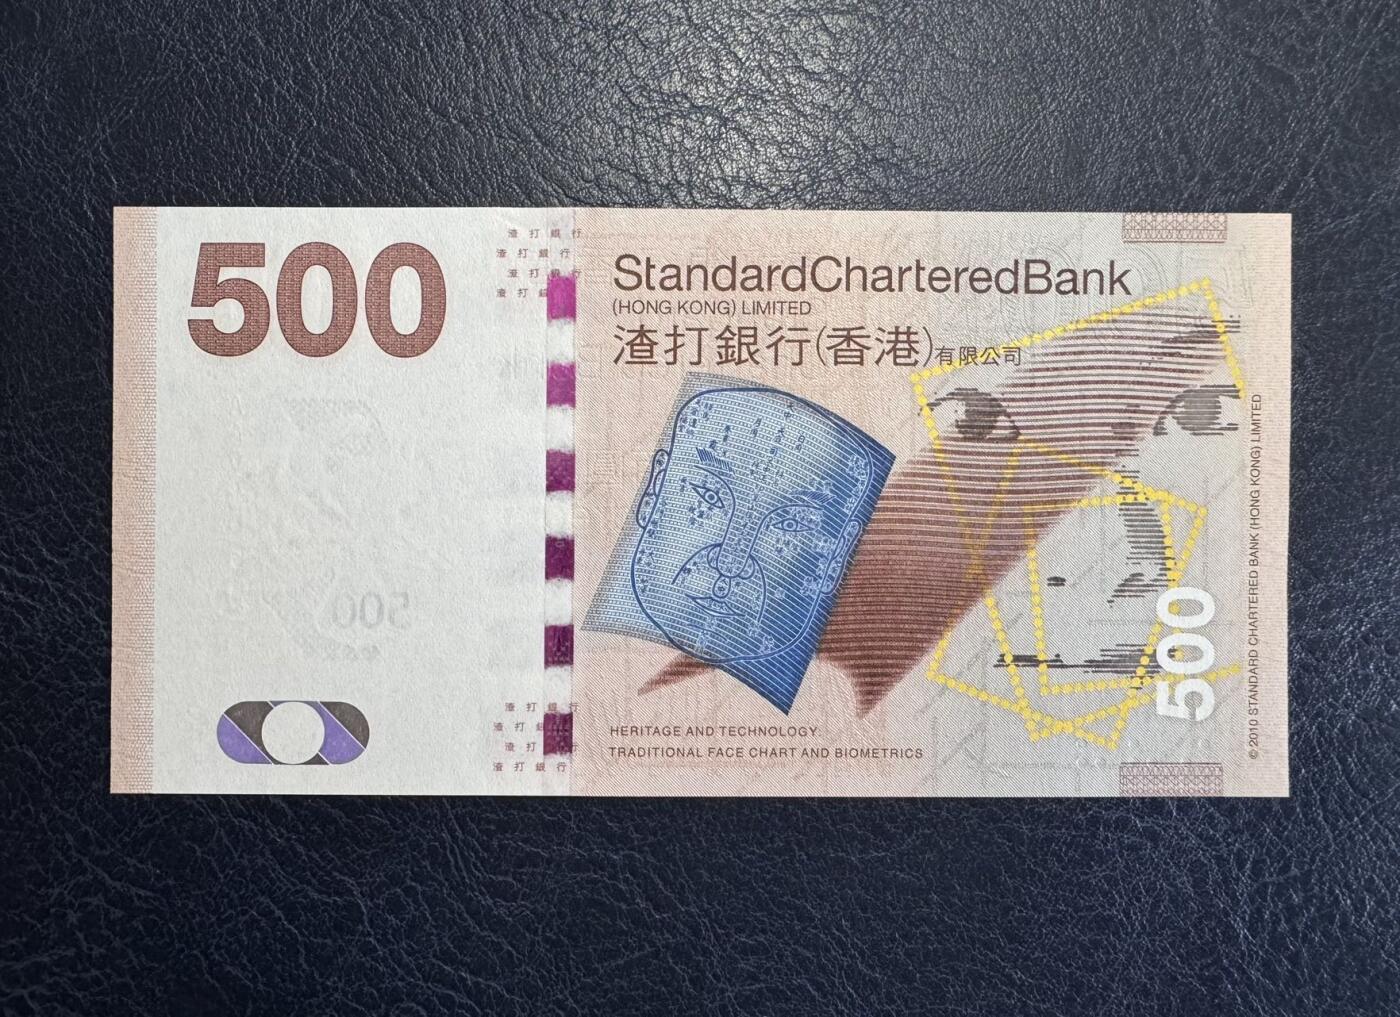 500
渣 打 銀 行
渣 打 銀 行
渣 打 銀 行
渣 打 銀
StandardCharteredBank
(HONG KONG) LIMITED
渣打銀行(香港)有限公司
500
渣 打 銀 行
渣 打 銀 行
渣 打 銀 行
渣 打 銀 行
HERITAGE AND TECHNOLOGY:
TRADITIONAL FACE CHART AND BIOMETRICS
500
© 2010 STANDARD CHARTERED BANK (HONG KONG) LIMITED